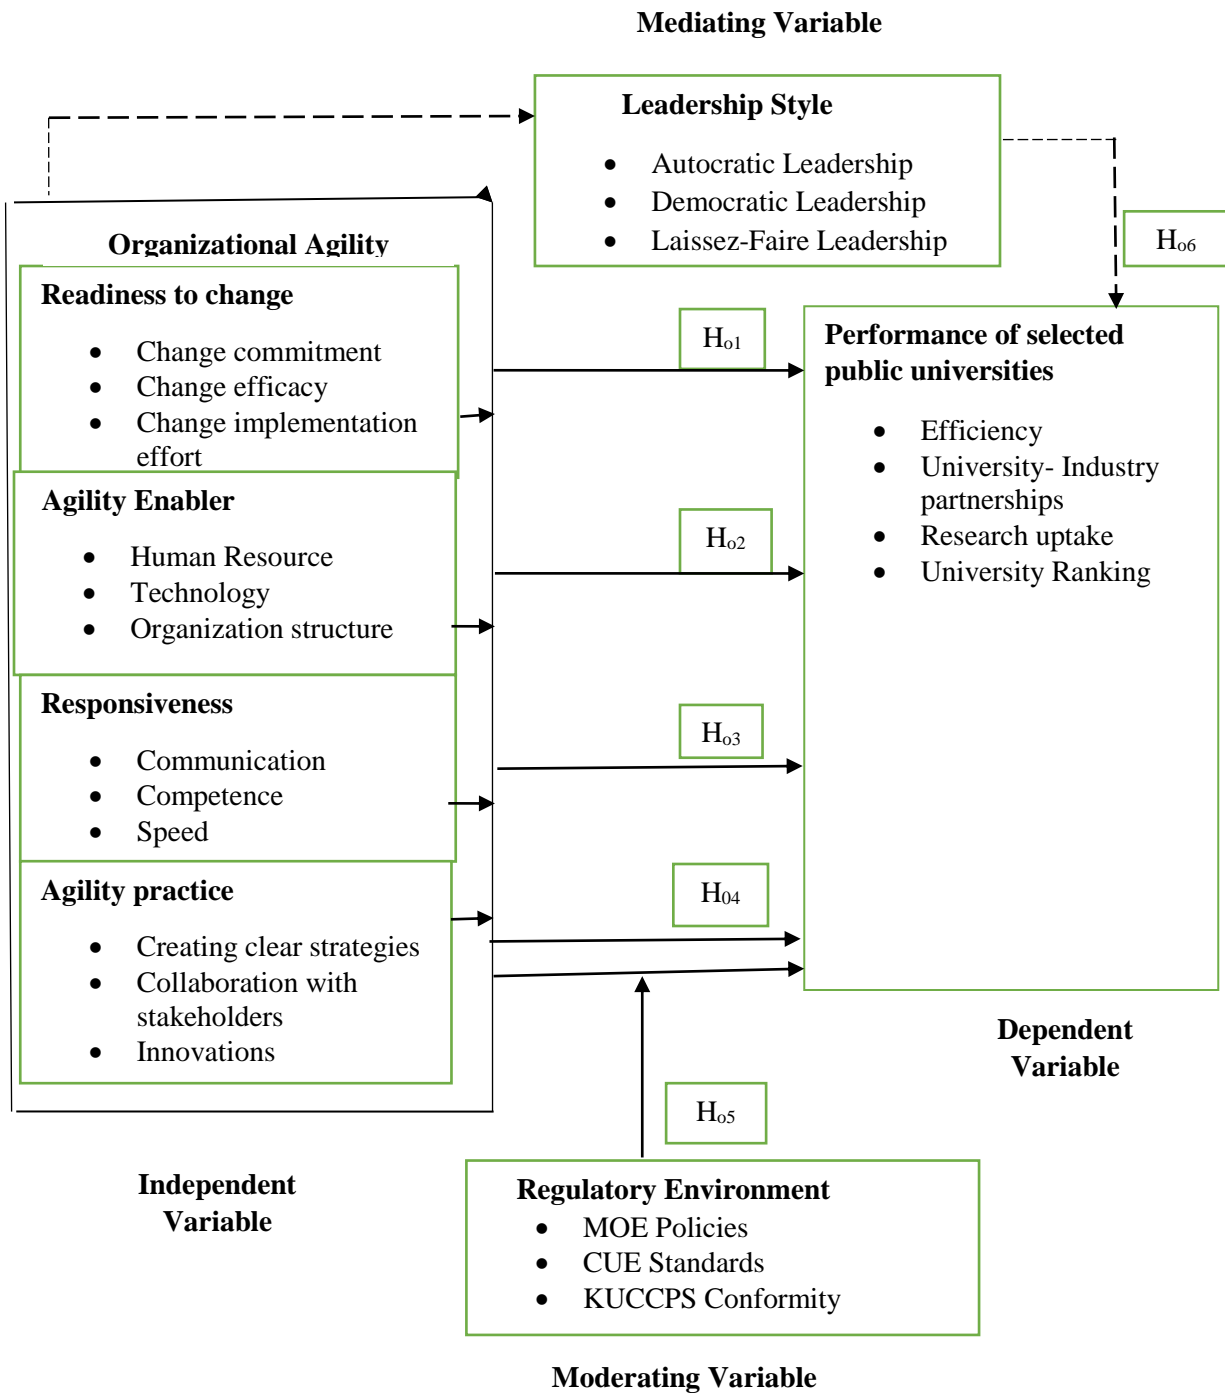 Mediating Variable
Leadership Style
• Autocratic Leadership
• Democratic Leadership
• Laissez-Faire Leadership
Ho6
Organizational Agility
Readiness to change
• Change commitment
• Change efficacy
• Change implementation
effort
Agility Enabler
• Human Resource
• Technology
• Organization structure
Responsiveness
• Communication
• Competence
• Speed
Agility practice
• Creating clear strategies
• Collaboration with
stakeholders
• Innovations
Independent
Variable
Ho1
Ho2
Ho3
H04
Ho5
Performance of selected
public universities
• Efficiency
• University- Industry
partnerships
• Research uptake
• University Ranking
Dependent
Variable
Regulatory Environment
• MOE Policies
• CUE Standards
• KUCCPS Conformity
Moderating Variable